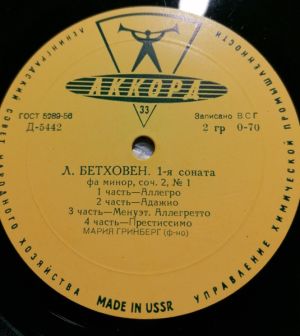 ЛЕНИНГРАДСКИЙ СОВЕТ НАРОДНОГО ХОЗЯЙСТВА
УПРАВЛЕНИЕ ХИМИЧЕСКОЙ ПРОМЫШЛЕННОСТИ
АККОРД
33
ГОСТ 5289-56
Д-5442
Записано ВСГ
2 гр 0-70
Л. БЕТХОВЕН. 1-я соната
фа минор, соч. 2, № 1
1 часть—Аллегро
2 часть—Адажио
3 часть—Менуэт. Аллегретто
4 часть—Престиссимо
МАРИЯ ГРИНБЕРГ (ф-но)
MADE IN USSR